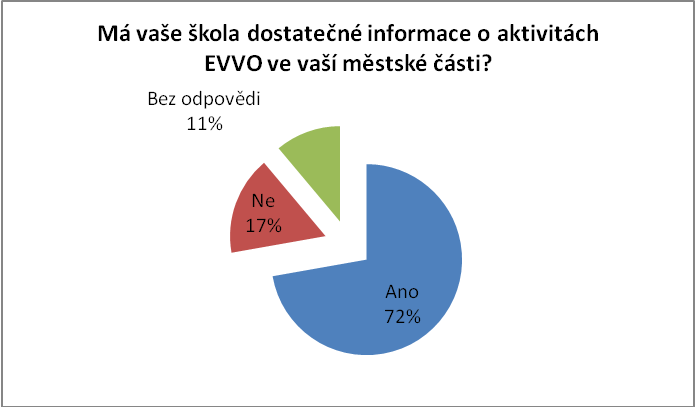 Má vaše škola dostatečné informace o aktivitách
EVVO ve vaší městské části?
Bez odpovědi
11%
Ne
17%
Ano
72%